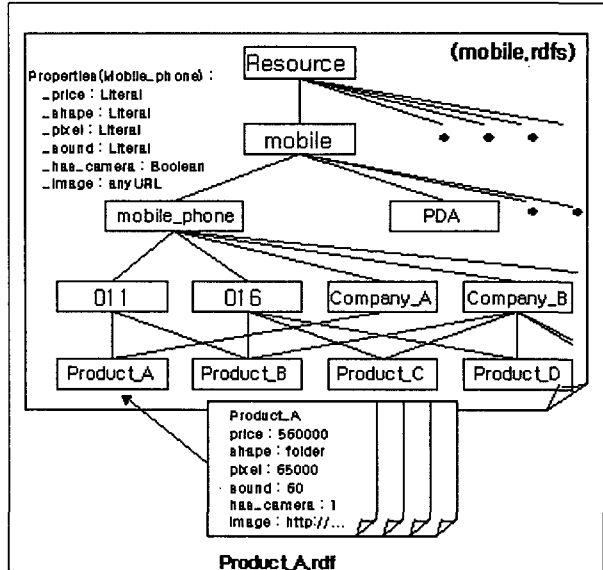 (mobile.rdfs)
Resource
Properties(Mobile_phone) :
_price : Literal
_shape : Literal
_pixel : Literal
_sound : Literal
_has_camera : Boolean
_image : anyURL
mobile
mobile_phone
PDA
011
016
Company_A
Company_B
Product_A
Product_B
Product_C
Product_D
Product_A
price : 560000
shape : folder
pixel : 65000
sound : 60
has_camera : 1
image : http://...
Product_A.rdf